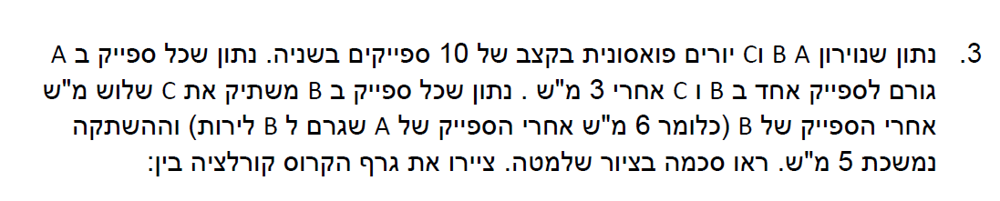 3. נתון שנוירון A B וC יורים פואסונית בקצב של 10 ספייקים בשניה. נתון שכל ספייק ב A
גורם לספייק אחד ב B ו C אחרי 3 מ"ש . נתון שכל ספייק ב B משתיק את C שלוש מ"ש
אחרי הספייק של B (כלומר 6 מ"ש אחרי הספייק של A שגרם ל B לירות) וההשתקה
נמשכת 5 מ"ש. ראו סכמה בציור שלמטה. ציירו את גרף הקרוס קורלציה בין: